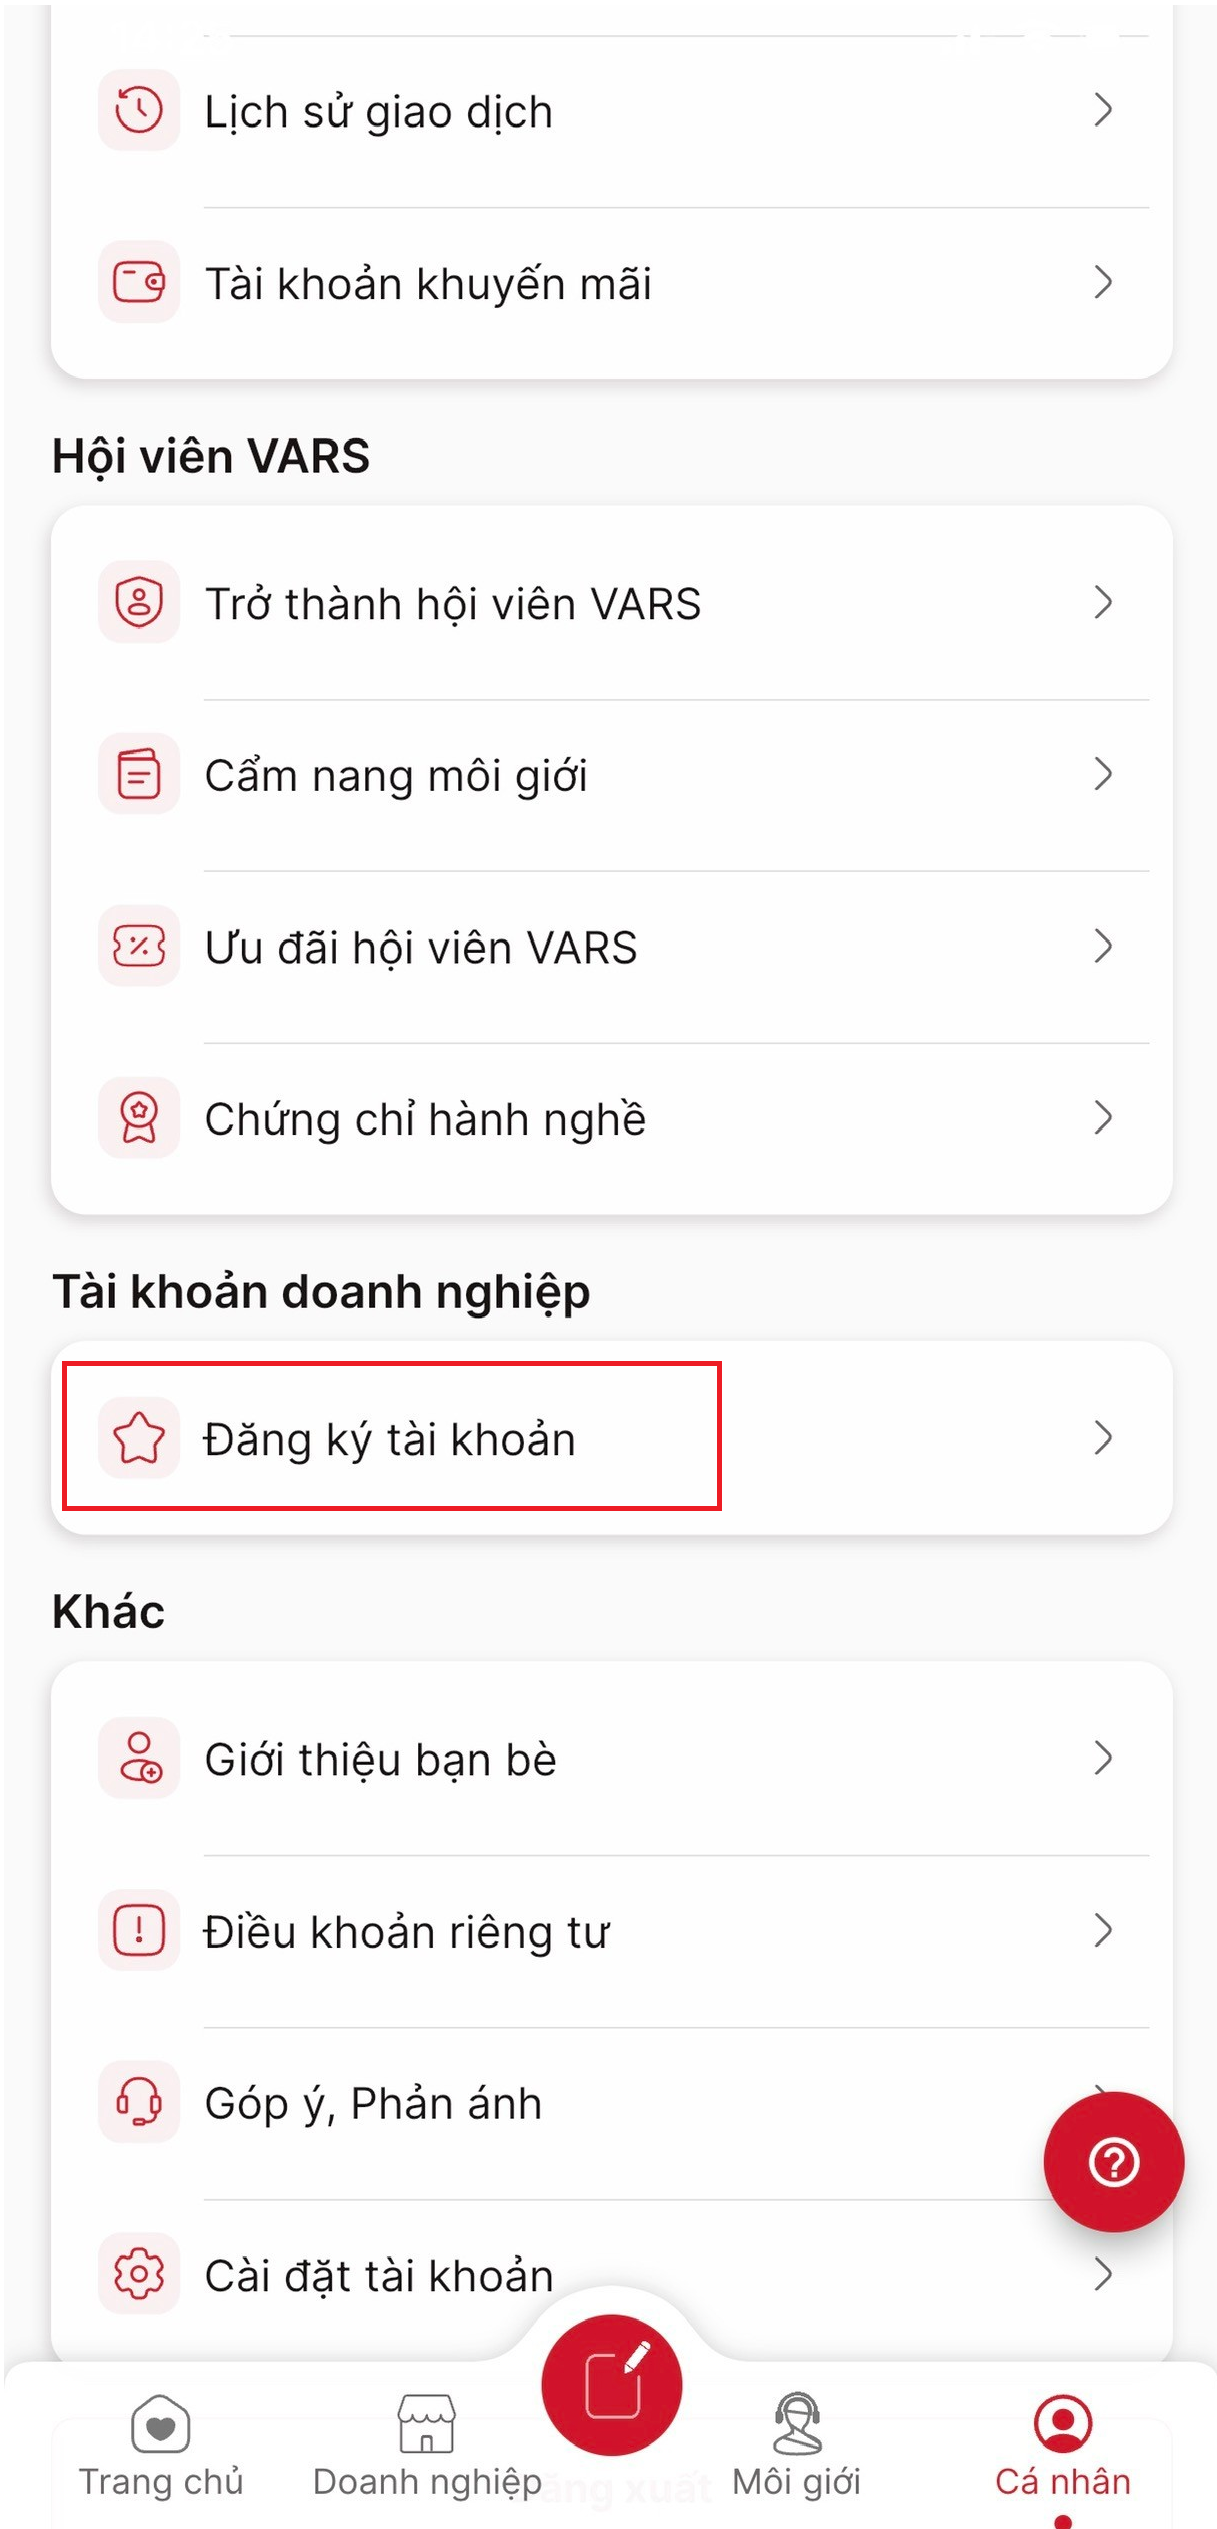 Lịch sử giao dịch
Tài khoản khuyến mãi
Hội viên VARS
Trở thành hội viên VARS
Cẩm nang môi giới
Ưu đãi hội viên VARS
Chứng chỉ hành nghề
Tài khoản doanh nghiệp
Đăng ký tài khoản
Khác
Giới thiệu bạn bè
Điều khoản riêng tư
Góp ý, Phản ánh
?
Cài đặt tài khoản
Trang chủ Doanh nghiệp Môi giới Cá nhân